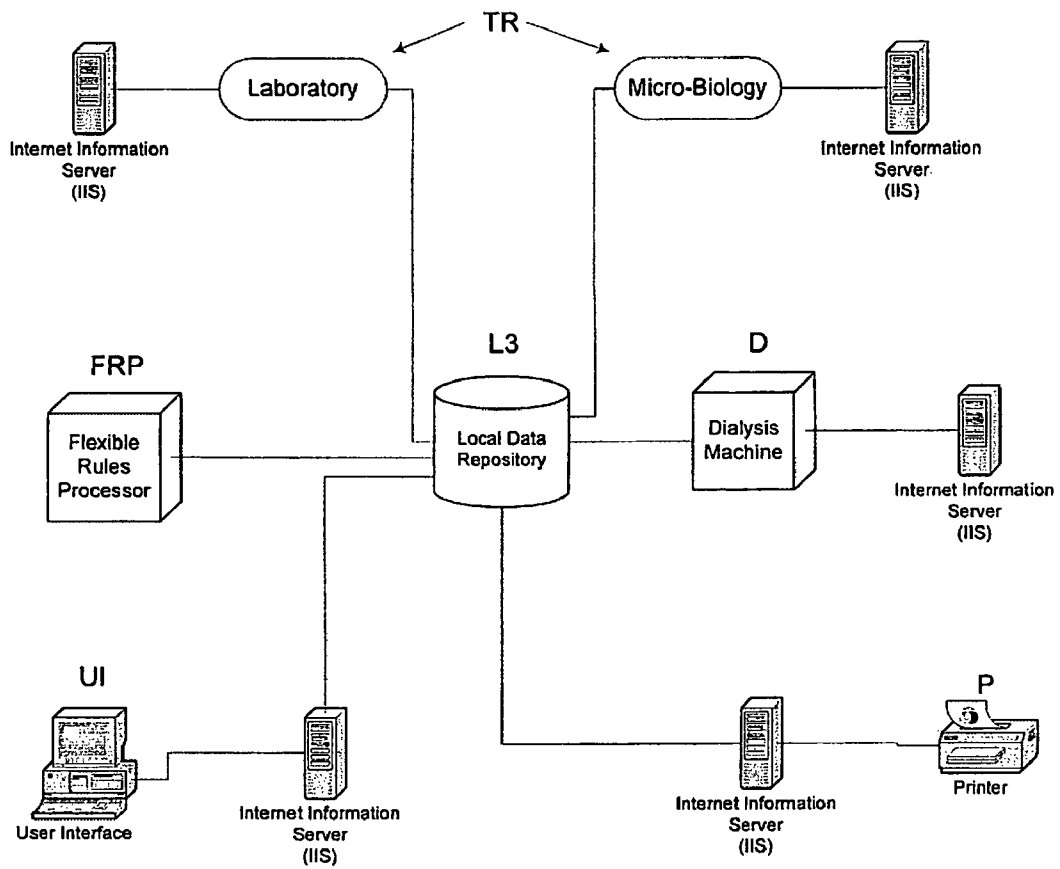 TR
Laboratory
Micro-Biology
Internet Information
Server
(IIS)
Internet Information
Server
(IIS)
FRP
L3
D
Flexible
Rules
Processor
Local Data
Repository
Dialysis
Machine
Internet Information
Server
(IIS)
UI
P
User Interface
Internet Information
Server
(IIS)
Internet Information
Server
(IIS)
Printer